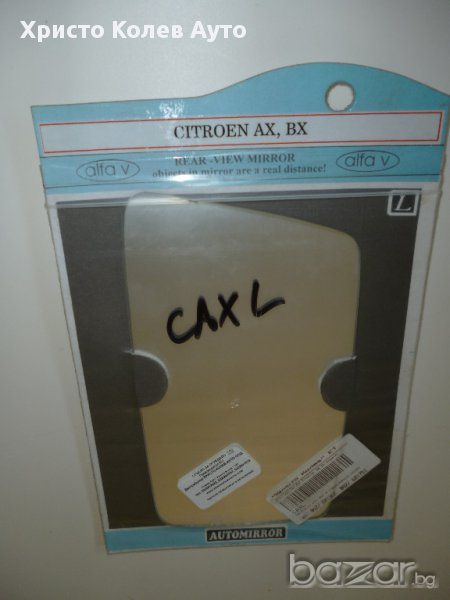 Христо Колев Ауто
CITROEN AX, BX
alfa v
REAR -VIEW MIRROR
objects in mirror are a real distance!
alfa v
L
CAX L
AUTOMIRROR
bazar.bg